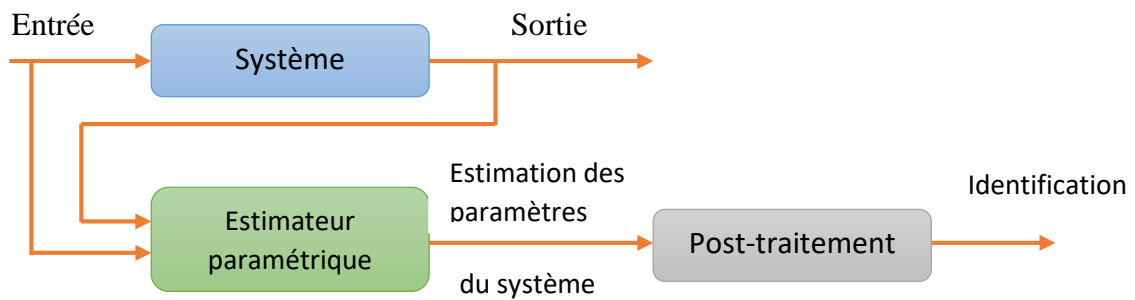 Entrée
Sortie
Système
Estimation des
paramètres
Identification
Estimateur
paramétrique
Post-traitement
du système